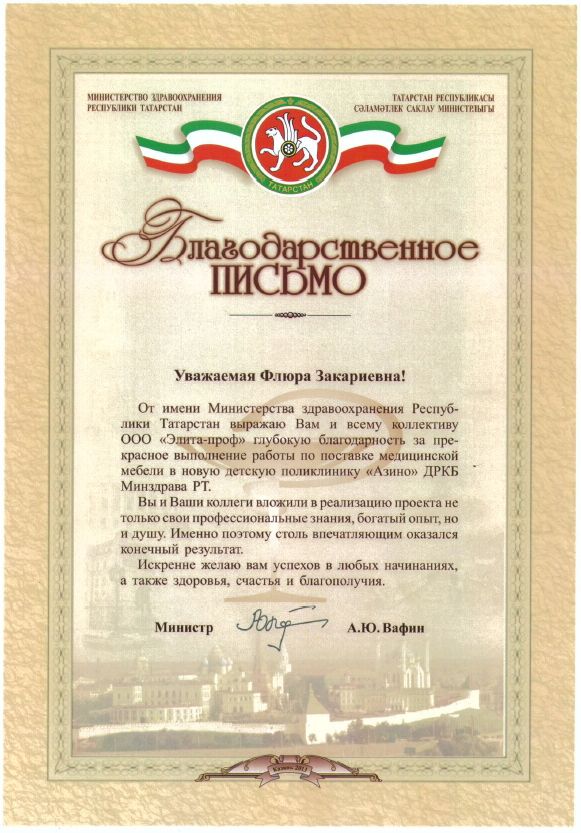 МИНИСТЕРСТВО ЗДРАВООХРАНЕНИЯ
РЕСПУБЛИКИ ТАТАРСТАН
ТАТАРСТАН РЕСПУБЛИКАСЫ
СӘЛАМӘТЛЕК САКЛАУ МИНИСТРЛЫГЫ
ТАТАРСТАН
Благодарственное
ПИСЬМО
Уважаемая Флюра Закариевна!
От имени Министерства здравоохранения Респуб-
лики Татарстан выражаю Вам и всему коллективу
ООО «Элита-проф» глубокую благодарность за пре-
красное выполнение работы по поставке медицинской
мебели в новую детскую поликлинику «Азино» ДРКБ
Минздрава РТ.
Вы и Ваши коллеги вложили в реализацию проекта не
только свои профессиональные знания, богатый опыт, но
и душу. Именно поэтому столь впечатляющим оказался
конечный результат.
Искренне желаю вам успехов в любых начинаниях,
а также здоровья, счастья и благополучия.
Министр А.Ю. Вафин
Казань 2013